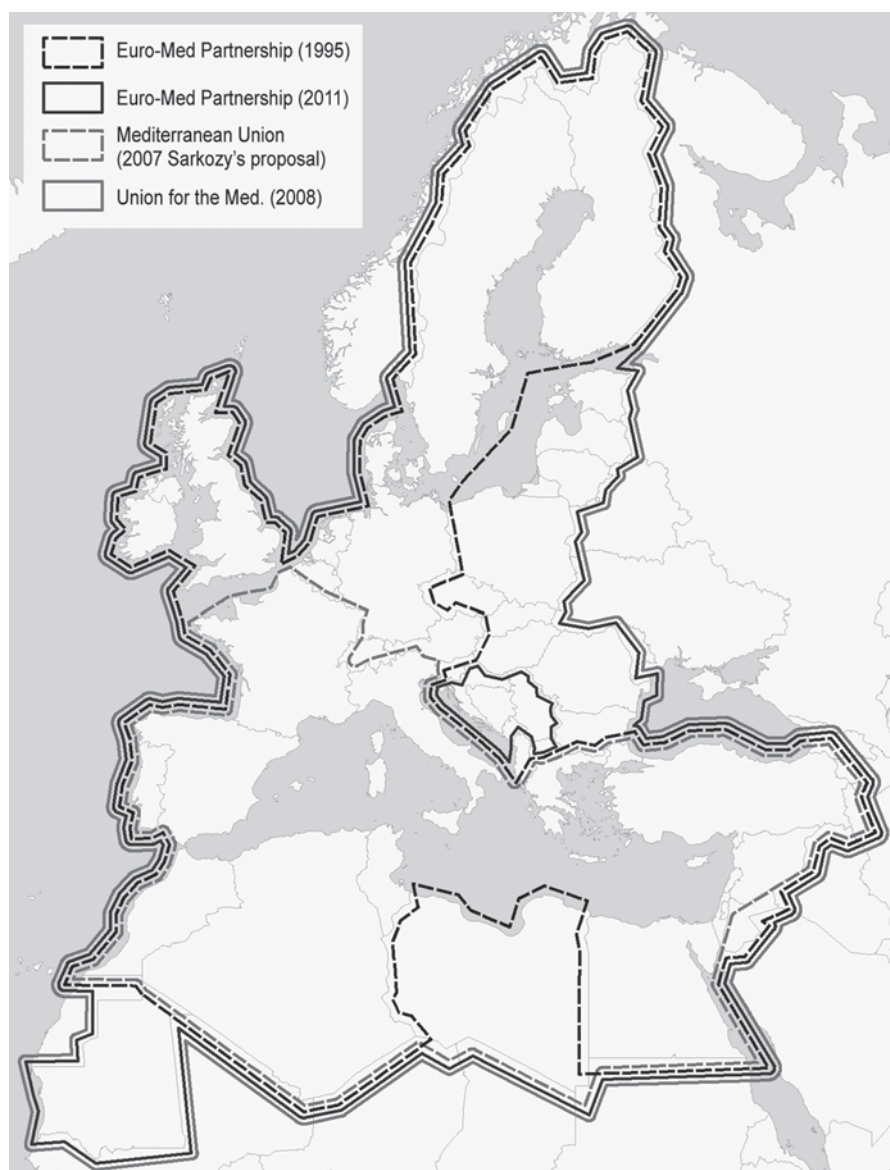 Euro-Med Partnership (1995)
Euro-Med Partnership (2011)
Mediterranean Union
(2007 Sarkozy's proposal)
Union for the Med. (2008)